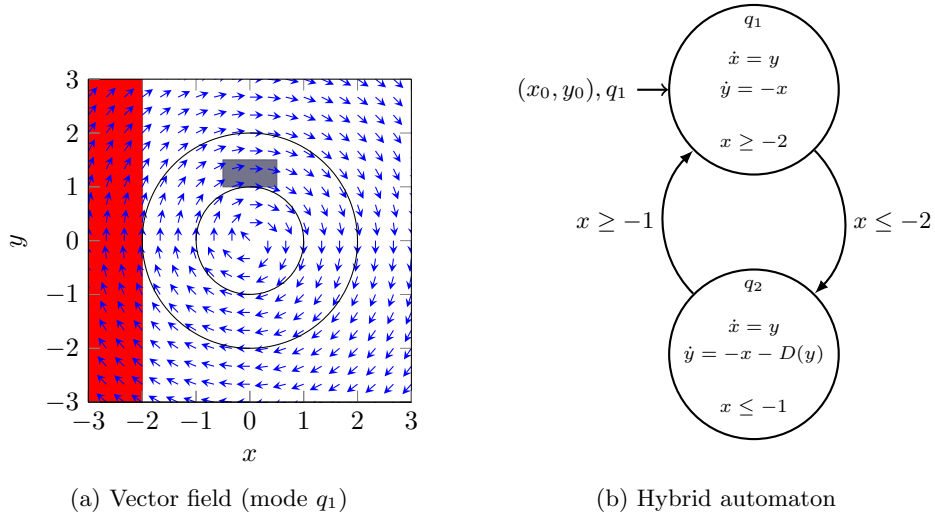 3
2
1
0
−1
−2
−3
y
−3 −2 −1 0 1 2 3
x
(a) Vector field (mode q₁)
(x₀, y₀), q₁
q₁
ẋ = y
ẏ = −x
x ≥ −2
x ≥ −1
x ≤ −2
q₂
ẋ = y
ẏ = −x − D(y)
x ≤ −1
(b) Hybrid automaton